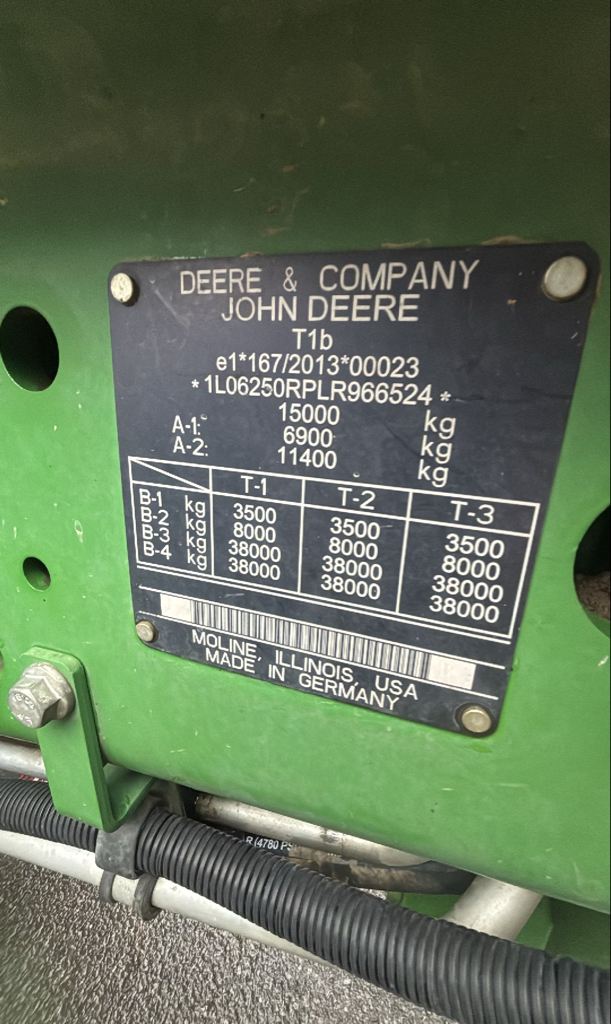 DEERE & COMPANY
JOHN DEERE
T1b
e1*167/2013*00023
*1L06250RPLR966524*
15000 kg
A-1: 6900 kg
A-2: 11400 kg
T-1 T-2 T-3
B-1 kg 3500 3500 3500
B-2 kg 8000 8000 8000
B-3 kg 38000 38000 38000
B-4 kg 38000 38000 38000
MOLINE, ILLINOIS, USA
MADE IN GERMANY
R (4780 PS